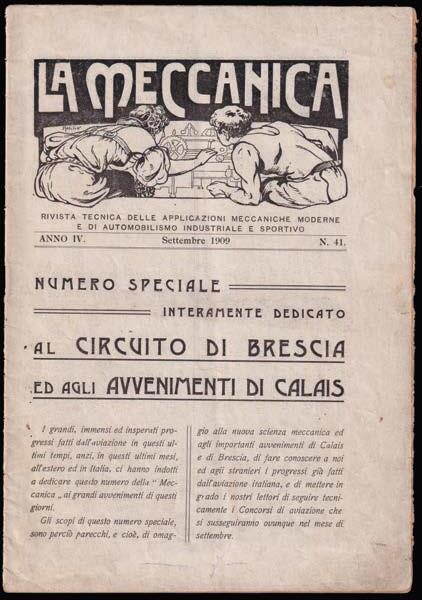 LA MECCANICA
RIVISTA TECNICA DELLE APPLICAZIONI MECCANICHE MODERNE
E DI AUTOMOBILISMO INDUSTRIALE E SPORTIVO
ANNO IV. Settembre 1909 N. 41.
NUMERO SPECIALE
INTERAMENTE DEDICATO
AL CIRCUITO DI BRESCIA
ED AGLI AVVENIMENTI DI CALAIS
I grandi, immensi ed insperati pro-
gressi fatti dall'aviazione in questi ul-
timi tempi, anzi, in questi ultimi mesi,
all'estero ed in Italia, ci hanno indotti
a dedicare questo numero della " Mec-
canica „ ai grandi avvenimenti di questi
giorni.
Gli scopi di questo numero speciale,
sono perciò parecchi, e cioè, di omag-
gio alla nuova scienza meccanica ed
agli importanti avvenimenti di Calais
e di Brescia, di fare conoscere a noi
ed agli stranieri i progressi già fatti
dall'aviazione italiana, e di mettere in
grado i nostri lettori di seguire tecni-
camente i Concorsi di aviazione che
si susseguiranno ovunque nel mese di
settembre.